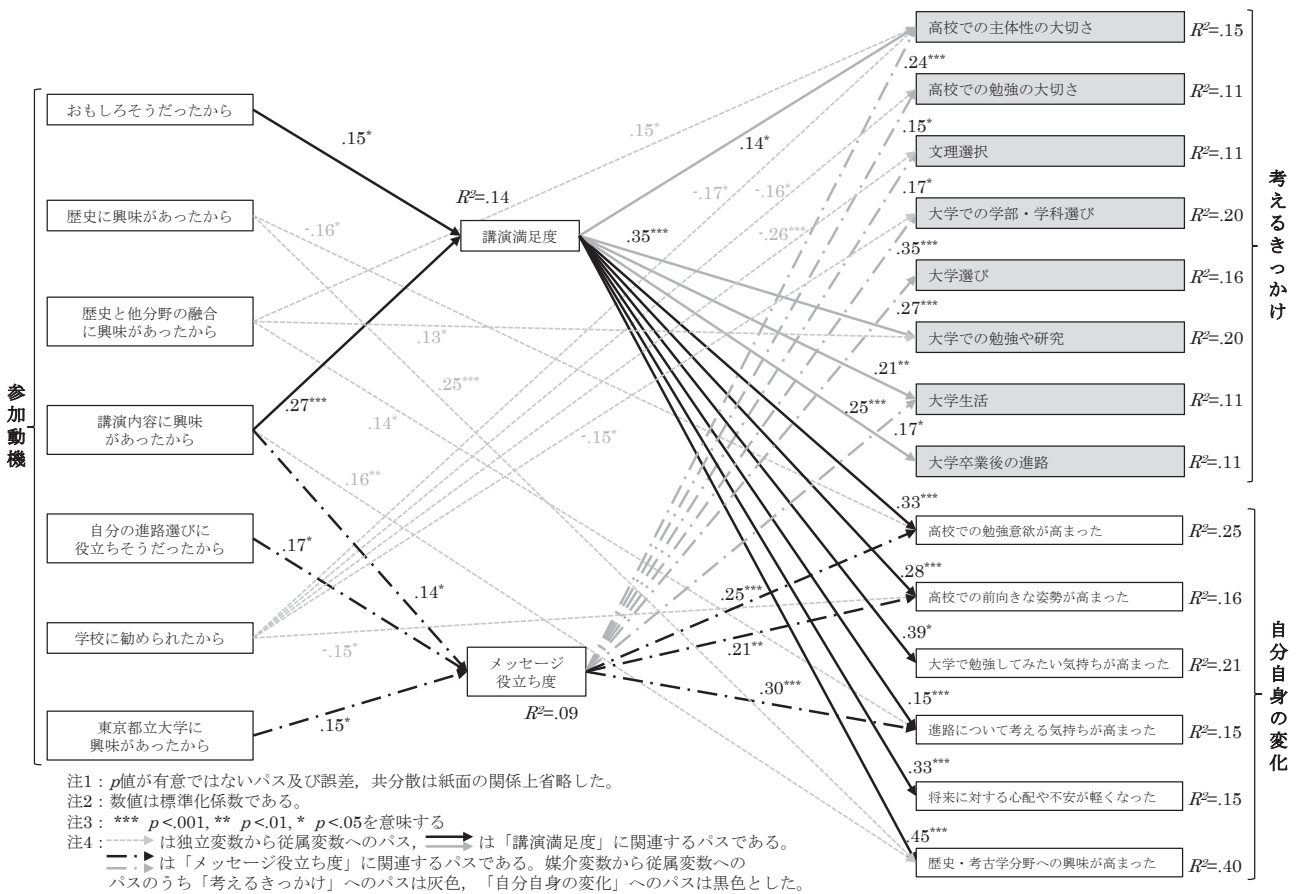 参加動機
おもしろそうだったから
歴史に興味があったから
歴史と他分野の融合
に興味があったから
講演内容に興味
があったから
自分の進路選びに
役立ちそうだったから
学校に勧められたから
東京都立大学に
興味があったから
.15*
.27***
.17*
.14*
.15*
R²=.14
講演満足度
メッセージ
役立ち度
R²=.09
.15*
-.16*
.13*
.25***
.14*
-.15*
.16**
-.15*
-.17*
-.16*
-.26***
.14*
.35***
.24***
.15*
.17*
.35***
.27***
.21**
.25***
.17*
.33***
.28***
.39*
.15***
.33***
.45***
.25***
.21**
.30***
高校での主体性の大切さ R²=.15
高校での勉強の大切さ R²=.11
文理選択 R²=.11
大学での学部・学科選び R²=.20
大学選び R²=.16
大学での勉強や研究 R²=.20
大学生活 R²=.11
大学卒業後の進路 R²=.11
考えるきっかけ
高校での勉強意欲が高まった R²=.25
高校での前向きな姿勢が高まった R²=.16
大学で勉強してみたい気持ちが高まった R²=.21
進路について考える気持ちが高まった R²=.15
将来に対する心配や不安が軽くなった R²=.15
歴史・考古学分野への興味が高まった R²=.40
自分自身の変化
注1：p値が有意ではないパス及び誤差，共分散は紙面の関係上省略した。
注2：数値は標準化係数である。
注3：*** p<.001, ** p<.01, * p<.05を意味する
注4： は独立変数から従属変数へのパス， は「講演満足度」に関連するパスである。
は「メッセージ役立ち度」に関連するパスである。媒介変数から従属変数への
パスのうち「考えるきっかけ」へのパスは灰色，「自分自身の変化」へのパスは黒色とした。